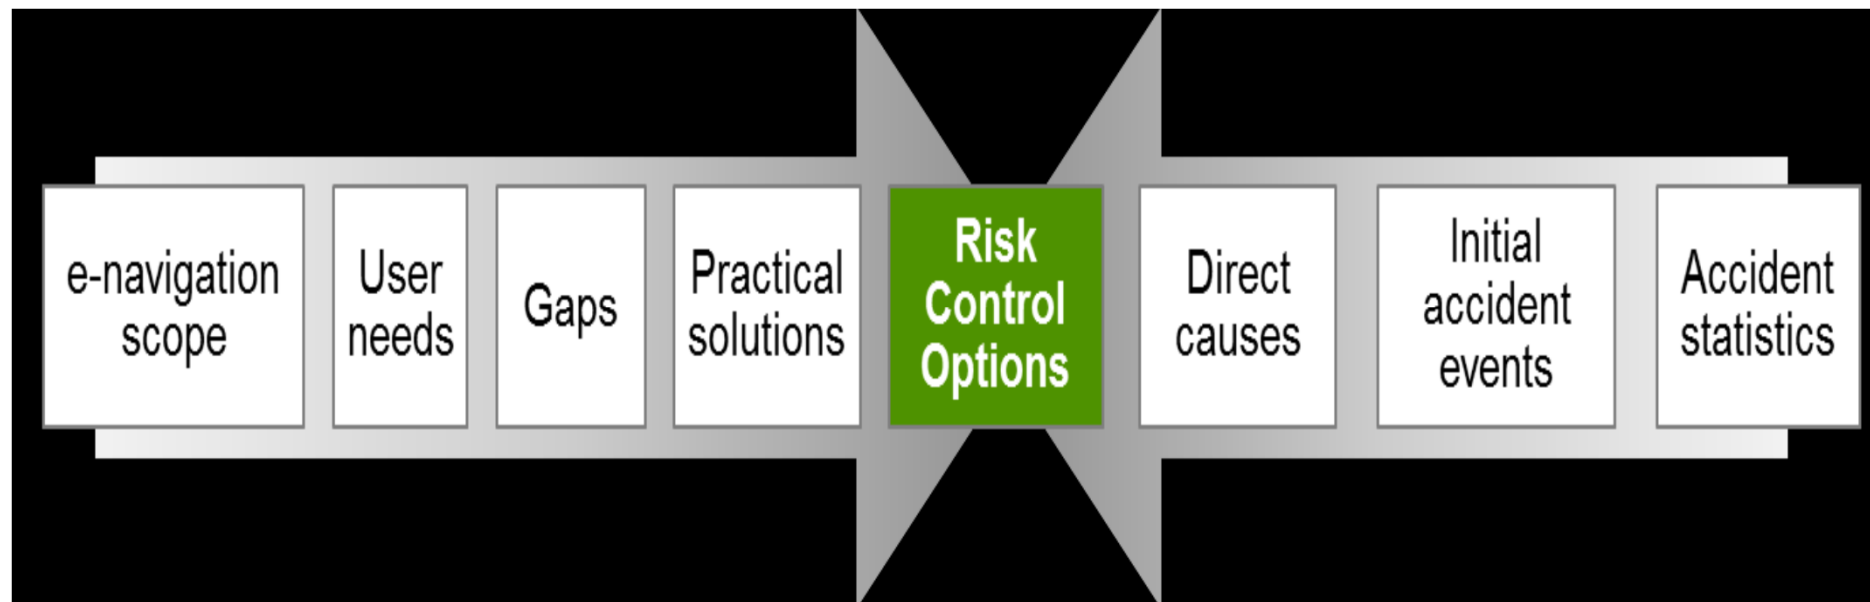 e-navigation
scope
User
needs
Gaps
Practical
solutions
Risk
Control
Options
Direct
causes
Initial
accident
events
Accident
statistics